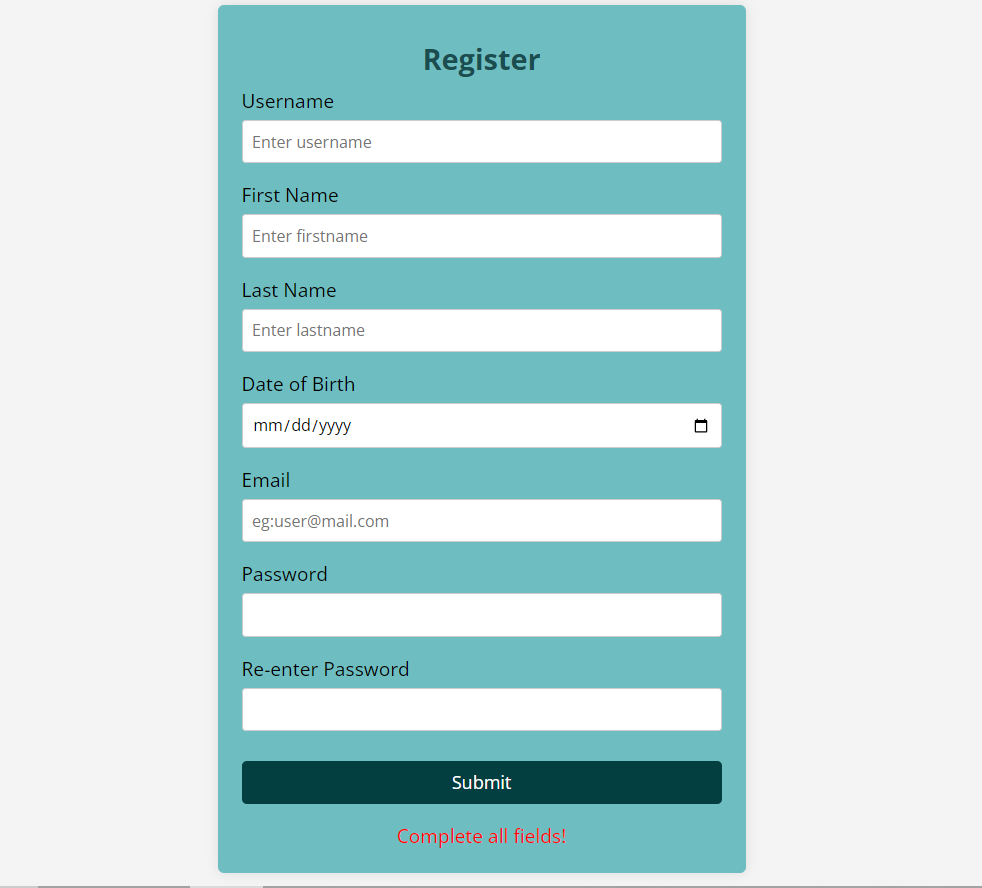 Register
Username
Enter username
First Name
Enter firstname
Last Name
Enter lastname
Date of Birth
mm/dd/yyyy
Email
eg:user@mail.com
Password
Re-enter Password
Submit
Complete all fields!